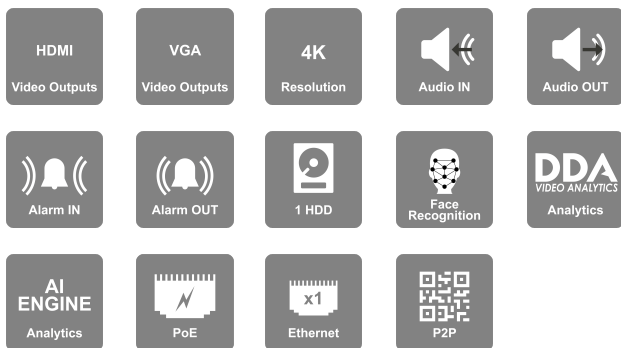 HDMI
Video Outputs
VGA
Video Outputs
4K
Resolution
Audio IN
Audio OUT
Alarm IN
Alarm OUT
1 HDD
Face
Recognition
DDA
VIDEO ANALYTICS
Analytics
AI
ENGINE
Analytics
PoE
x1
Ethernet
P2P